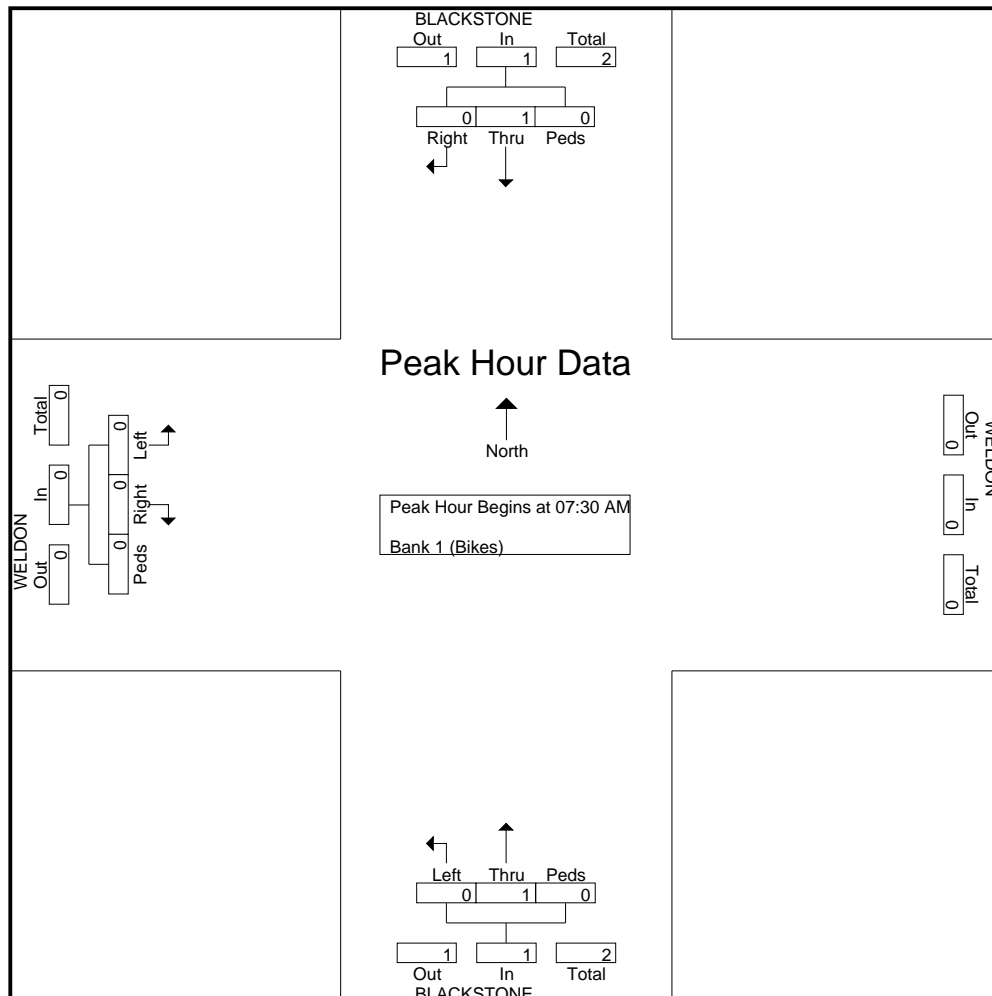 BLACKSTONE
Out In Total
1 1 2
0 1 0
Right Thru Peds
Peak Hour Data
North
Peak Hour Begins at 07:30 AM
Bank 1 (Bikes)
WELDON
Total In Out
0 0 0
0 0 0
Left Right Peds
WELDON
Out In Total
0 0 0
Left Thru Peds
0 1 0
1 1 2
Out In Total
BLACKSTONE